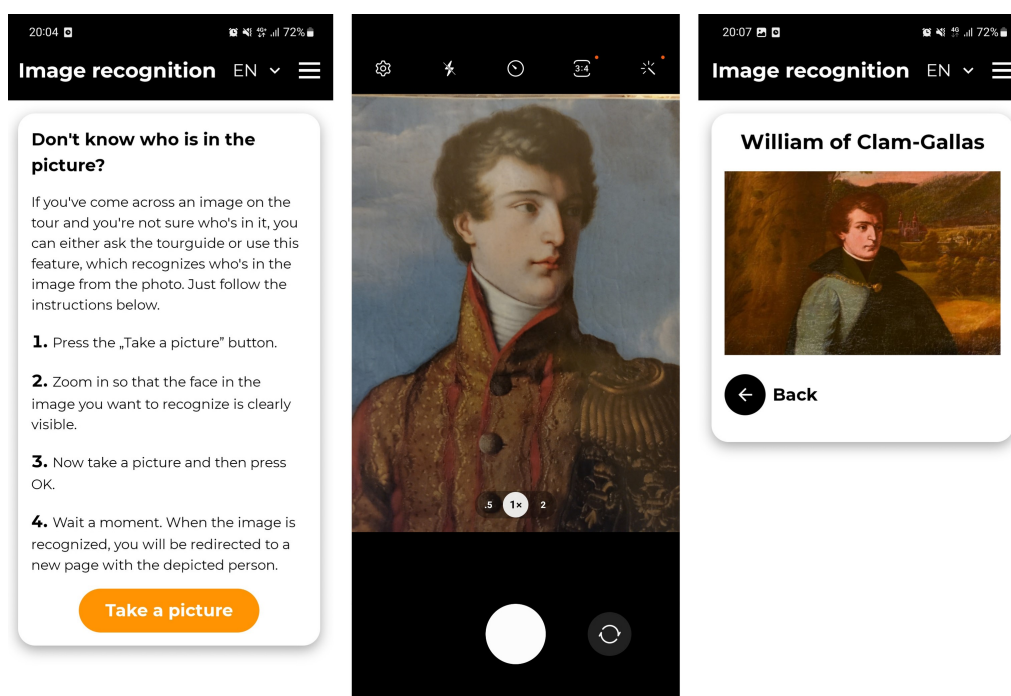 20:04 72%
Image recognition EN
Don't know who is in the
picture?
If you've come across an image on the
tour and you're not sure who's in it, you
can either ask the tourguide or use this
feature, which recognizes who's in the
image from the photo. Just follow the
instructions below.
1. Press the „Take a picture” button.
2. Zoom in so that the face in the
image you want to recognize is clearly
visible.
3. Now take a picture and then press
OK.
4. Wait a moment. When the image is
recognized, you will be redirected to a
new page with the depicted person.
Take a picture
3:4
.5 1× 2
20:07 4G 72%
Image recognition EN
William of Clam-Gallas
Back